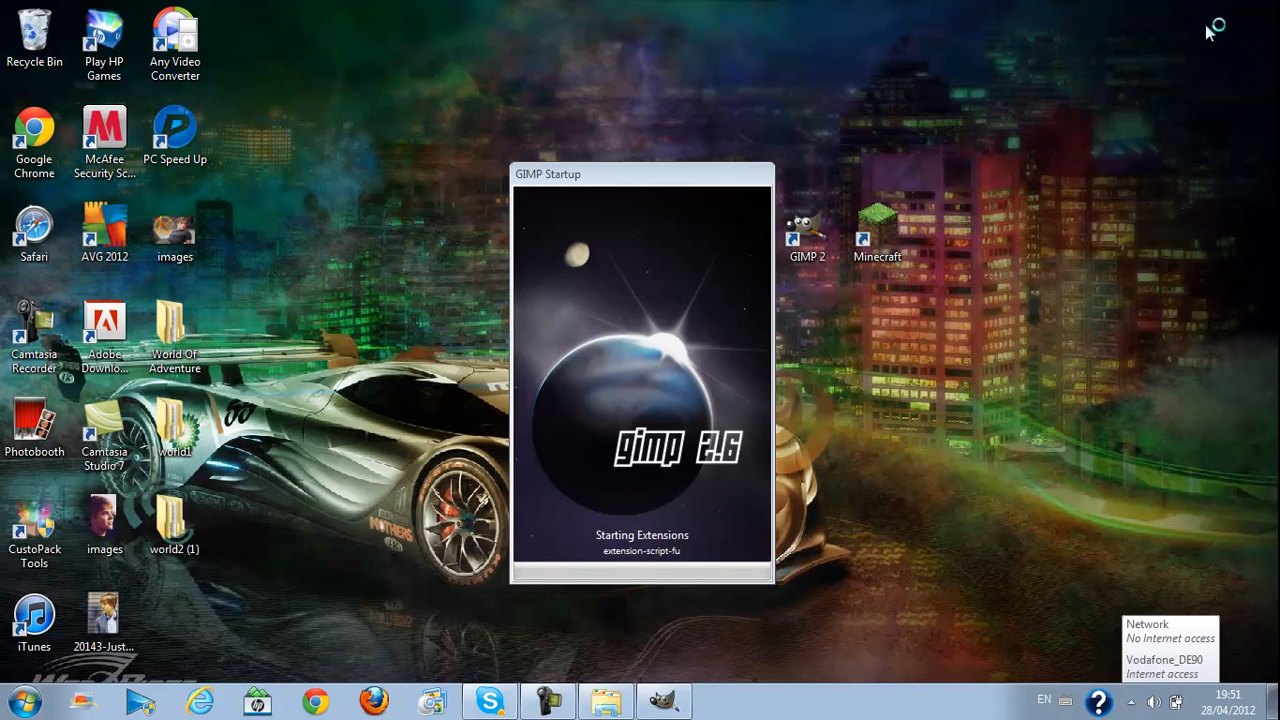 Recycle Bin
Play HP
Games
Any Video
Converter
Google
Chrome
McAfee
Security Sc...
PC Speed Up
Safari
AVG 2012
images
Camtasia
Recorder
Adobe
Downlo...
World Of
Adventure
Photobooth
Camtasia
Studio 7
world1
CustoPack
Tools
images
world2 (1)
iTunes
20143-Just...
GIMP Startup
gimp 2.6
Starting Extensions
extension-script-fu
GIMP 2
Minecraft
MOTHERS
bp
Network
No Internet access
Vodafone_DE90
Internet access
EN
19:51
28/04/2012